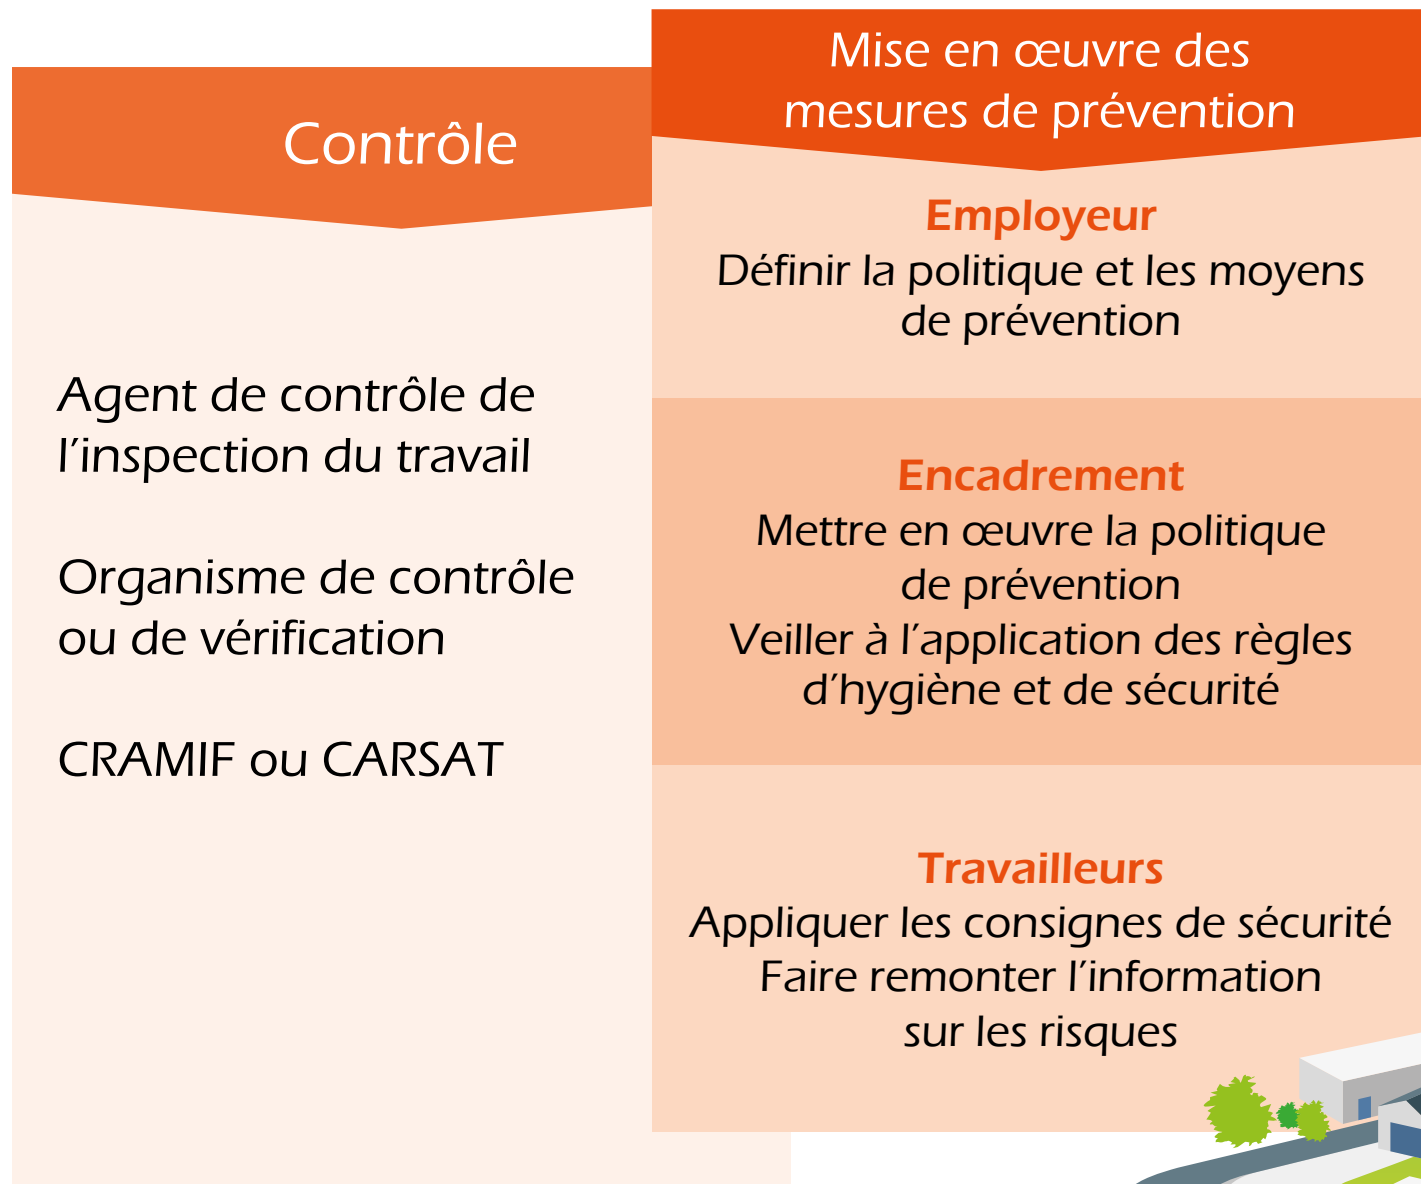 Contrôle
Agent de contrôle de
l’inspection du travail
Organisme de contrôle
ou de vérification
CRAMIF ou CARSAT
Mise en œuvre des
mesures de prévention
Employeur
Définir la politique et les moyens
de prévention
Encadrement
Mettre en œuvre la politique
de prévention
Veiller à l’application des règles
d’hygiène et de sécurité
Travailleurs
Appliquer les consignes de sécurité
Faire remonter l’information
sur les risques